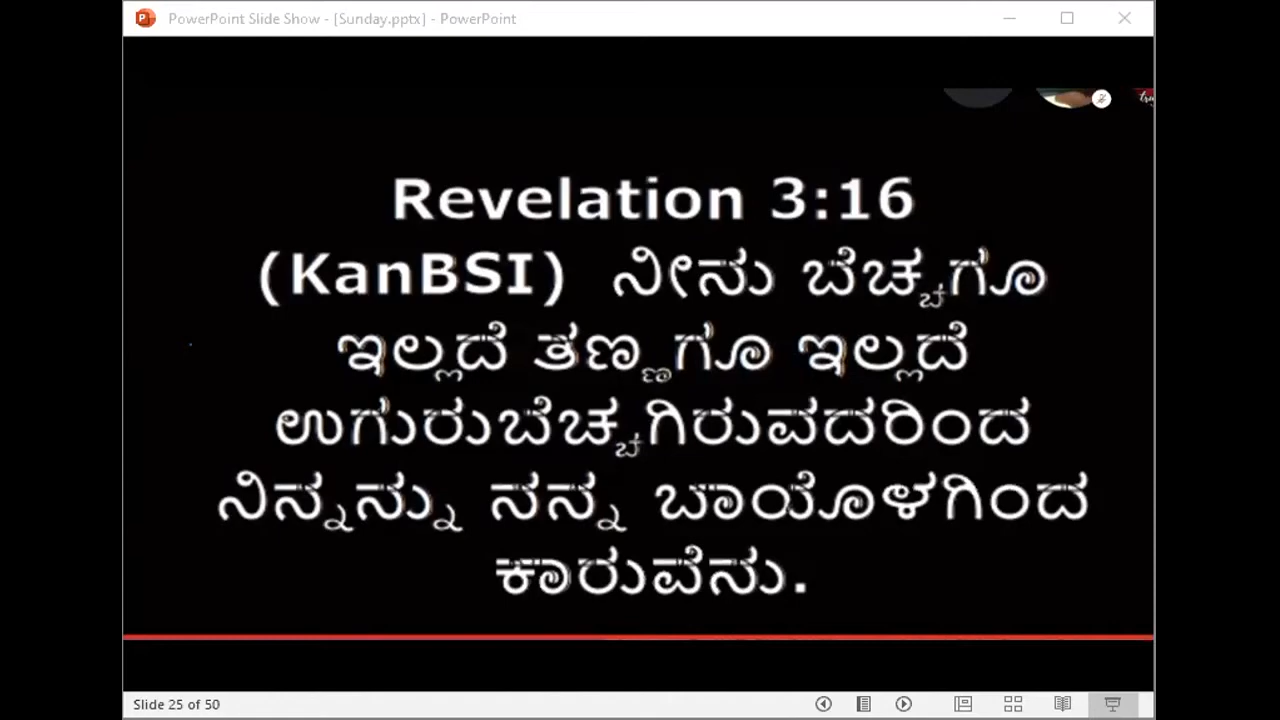 PowerPoint Slide Show - [Sunday.pptx] - PowerPoint
Revelation 3:16
(KanBSI) ನೀನು ಬೆಚ್ಚಗೂ
ಇಲ್ಲದೆ ತಣ್ಣಗೂ ಇಲ್ಲದೆ
ಉಗುರುಬೆಚ್ಚಗಿರುವದರಿಂದ
ನಿನ್ನನ್ನು ನನ್ನ ಬಾಯೊಳಗಿಂದ
ಕಾರುವೆನು.
Slide 25 of 50